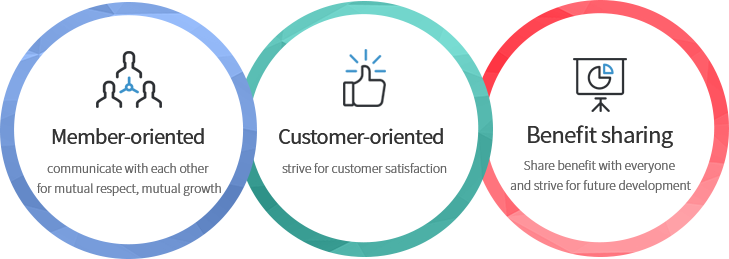 Member-oriented
communicate with each other
for mutual respect, mutual growth
Customer-oriented
strive for customer satisfaction
Benefit sharing
Share benefit with everyone
and strive for future development